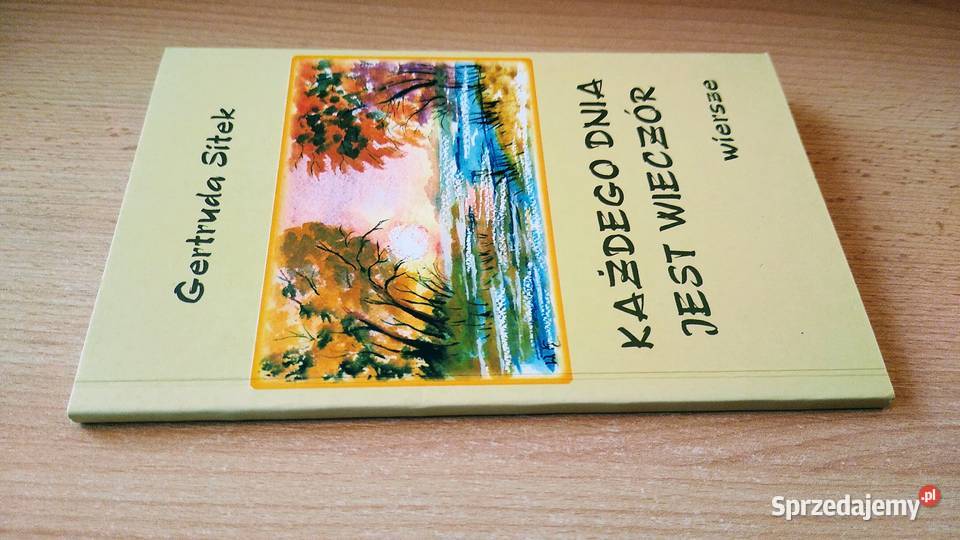 Gertruda Sitek
KAŻDEGO DNIA
JEST WIECZÓR
wiersze
Sprzedajemy.pl